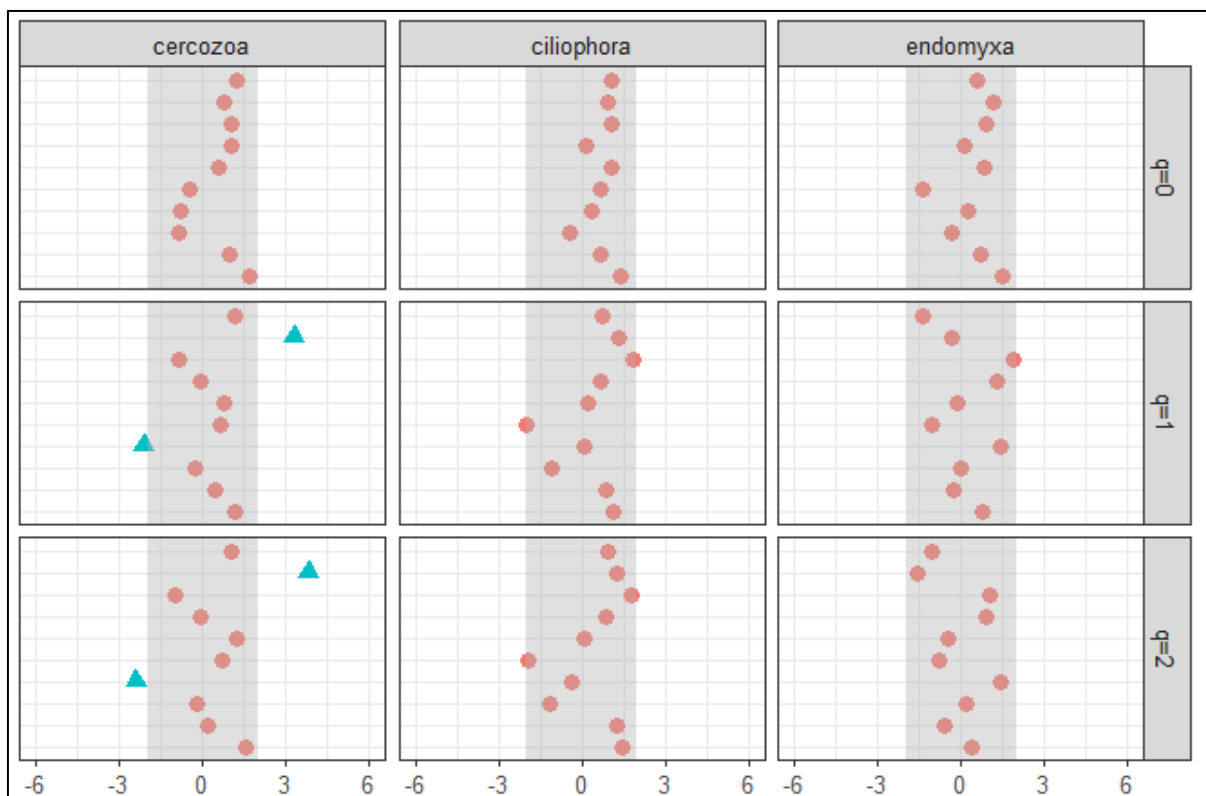 cercozoa ciliophora endomyxa
q=0
q=1
q=2
-6 -3 0 3 6 -6 -3 0 3 6 -6 -3 0 3 6